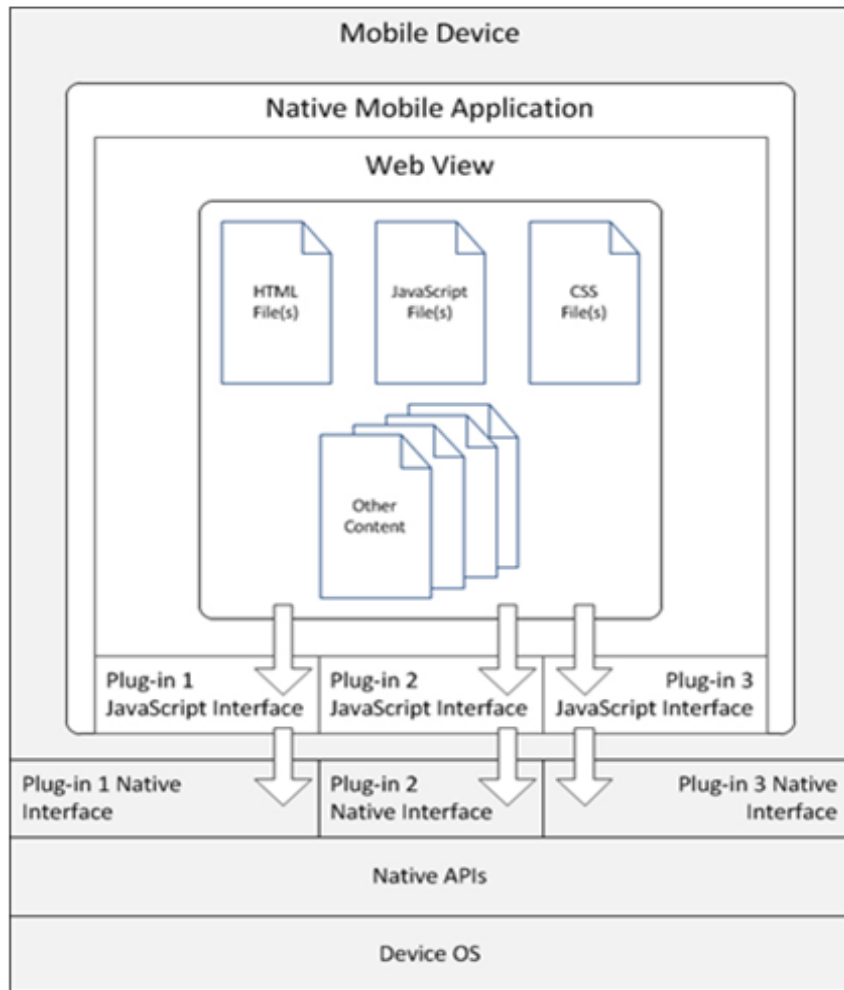 Mobile Device
Native Mobile Application
Web View
HTML
File(s)
JavaScript
File(s)
CSS
File(s)
Other
Content
Plug-in 1
JavaScript Interface
Plug-in 2
JavaScript Interface
Plug-in 3
JavaScript Interface
Plug-in 1 Native
Interface
Plug-in 2
Native Interface
Plug-in 3 Native
Interface
Native APIs
Device OS